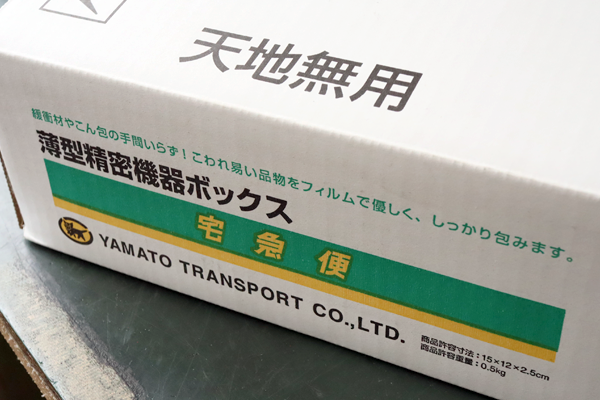 天地無用
緩衝材やこん包の手間いらず！こわれ易い品物をフィルムで優しく、しっかり包みます。
薄型精密機器ボックス
宅急便
YAMATO TRANSPORT CO.,LTD.
商品許容寸法：15×12×2.5cm
商品許容重量：0.5kg